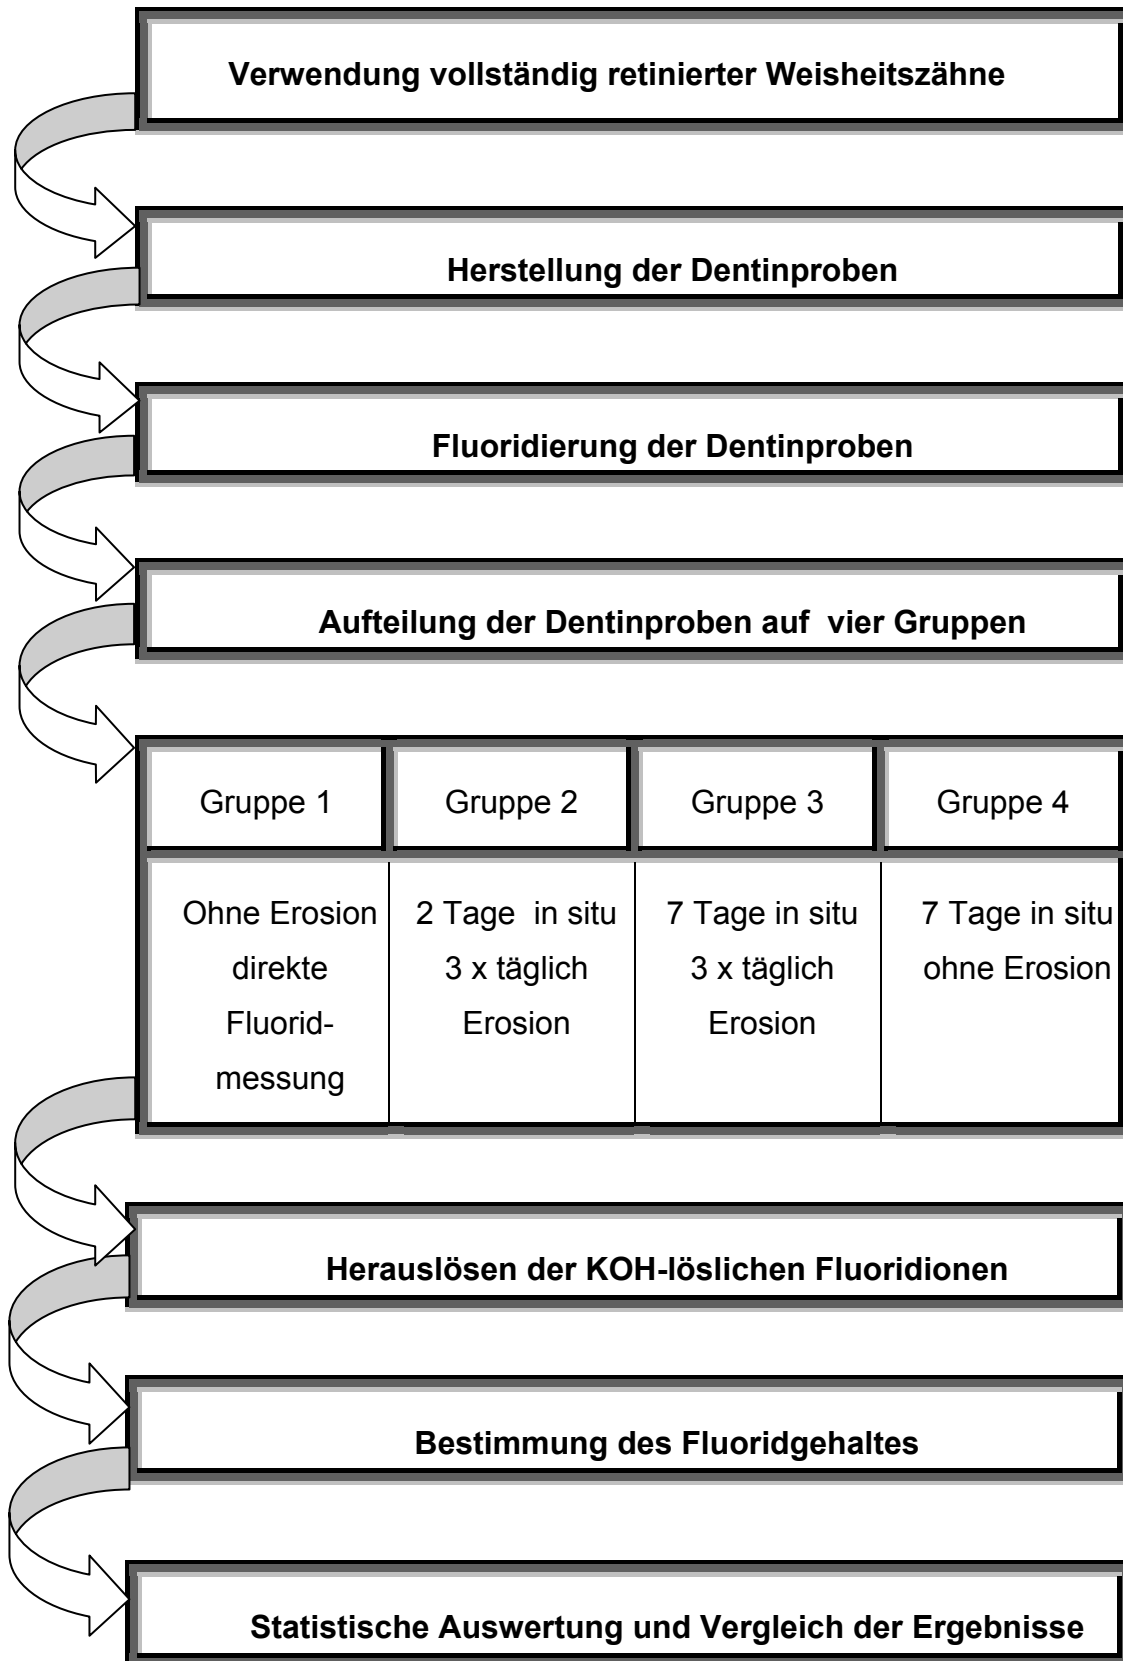 Verwendung vollständig retinierter Weisheitszähne
Herstellung der Dentinproben
Fluoridierung der Dentinproben
Aufteilung der Dentinproben auf  vier Gruppen
Gruppe 1
Gruppe 2
Gruppe 3
Gruppe 4
Ohne Erosion
direkte
Fluorid-
messung
2 Tage  in situ
3 x täglich
Erosion
7 Tage in situ
3 x täglich
Erosion
7 Tage in situ
ohne Erosion
Herauslösen der KOH-löslichen Fluoridionen
Bestimmung des Fluoridgehaltes
Statistische Auswertung und Vergleich der Ergebnisse